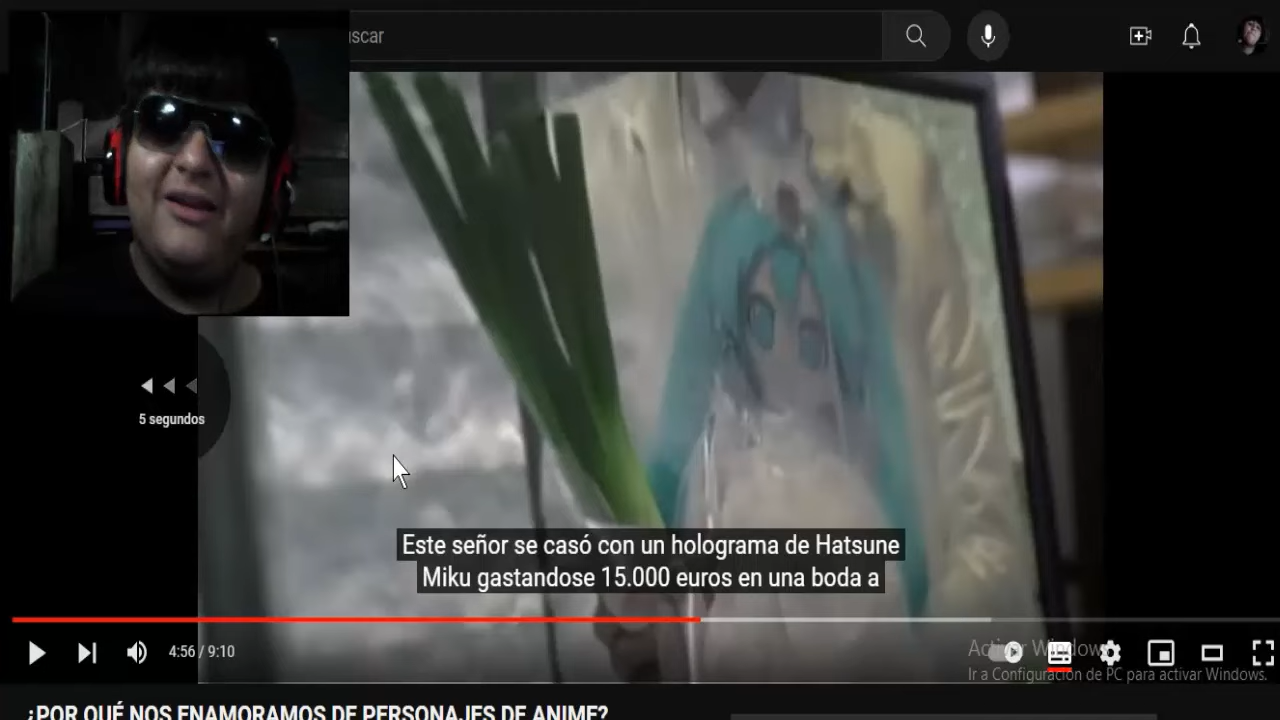 scar
5 segundos
Este señor se casó con un holograma de Hatsune
Miku gastandose 15.000 euros en una boda a
4:56 / 9:10
Activar Windows
Ir a Configuración de PC para activar Windows.
¿POR QUÉ NOS ENAMORAMOS DE PERSONAJES DE ANIME?